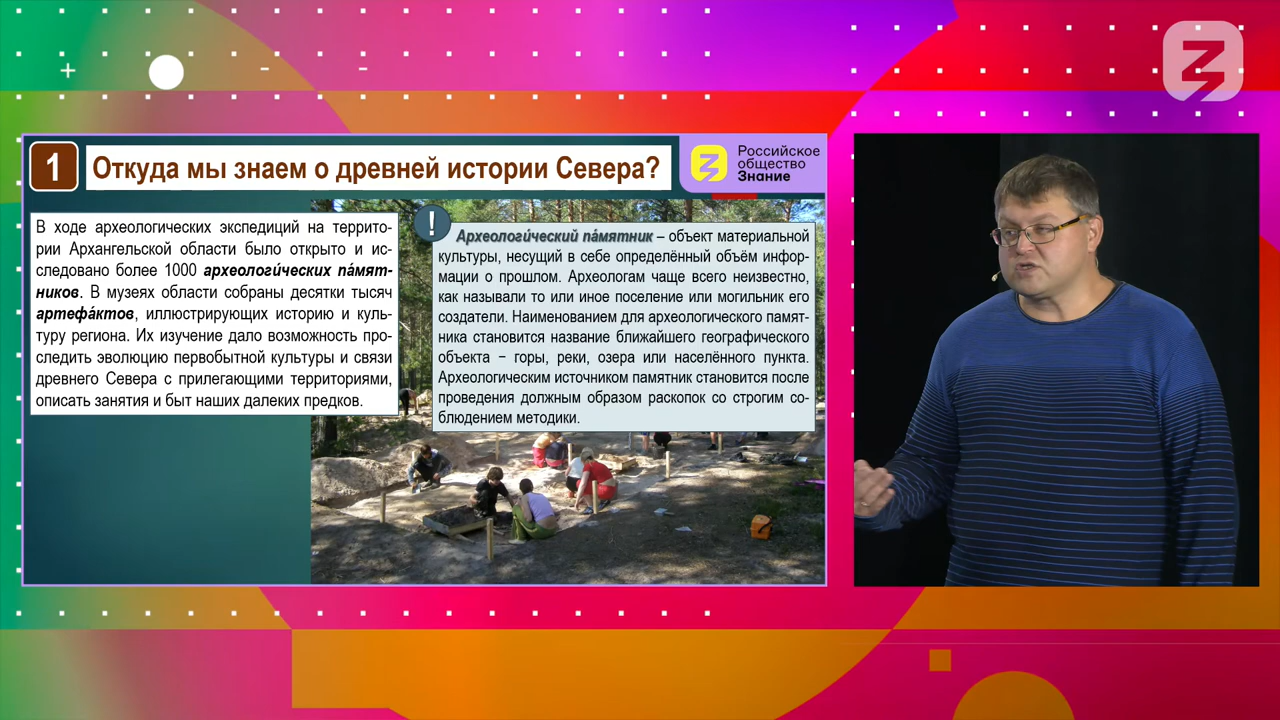 1
Откуда мы знаем о древней истории Севера?
Российское
общество
Знание
В ходе археологических экспедиций на террито-
рии Архангельской области было открыто и ис-
следовано более 1000 археологи́ческих па́мят-
ников. В музеях области собраны десятки тысяч
артефа́ктов, иллюстрирующих историю и куль-
туру региона. Их изучение дало возможность про-
следить эволюцию первобытной культуры и связи
древнего Севера с прилегающими территориями,
описать занятия и быт наших далеких предков.
!
Археологи́ческий па́мятник – объект материальной
культуры, несущий в себе определённый объём инфор-
мации о прошлом. Археологам чаще всего неизвестно,
как называли то или иное поселение или могильник его
создатели. Наименованием для археологического памят-
ника становится название ближайшего географического
объекта − горы, реки, озера или населённого пункта.
Археологическим источником памятник становится после
проведения должным образом раскопок со строгим со-
блюдением методики.